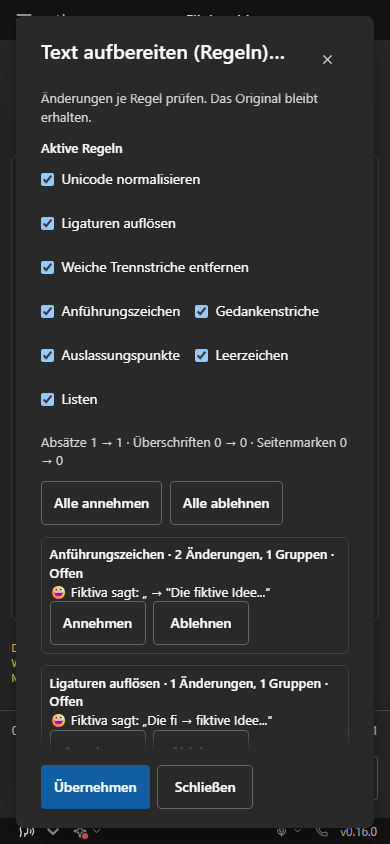 Text aufbereiten (Regeln)...
Änderungen je Regel prüfen. Das Original bleibt
erhalten.
Aktive Regeln
Unicode normalisieren
Ligaturen auflösen
Weiche Trennstriche entfernen
Anführungszeichen Gedankenstriche
Auslassungspunkte Leerzeichen
Listen
Absätze 1 → 1 · Überschriften 0 → 0 · Seitenmarken 0
→ 0
Alle annehmen Alle ablehnen
Anführungszeichen · 2 Änderungen, 1 Gruppen ·
Offen
😜 Fiktiva sagt: „ → "Die fiktive Idee...“
Annehmen Ablehnen
Ligaturen auflösen · 1 Änderungen, 1 Gruppen ·
Offen
😜 Fiktiva sagt: „Die ﬁ → fiktive Idee...“
Übernehmen Schließen
v0.16.0